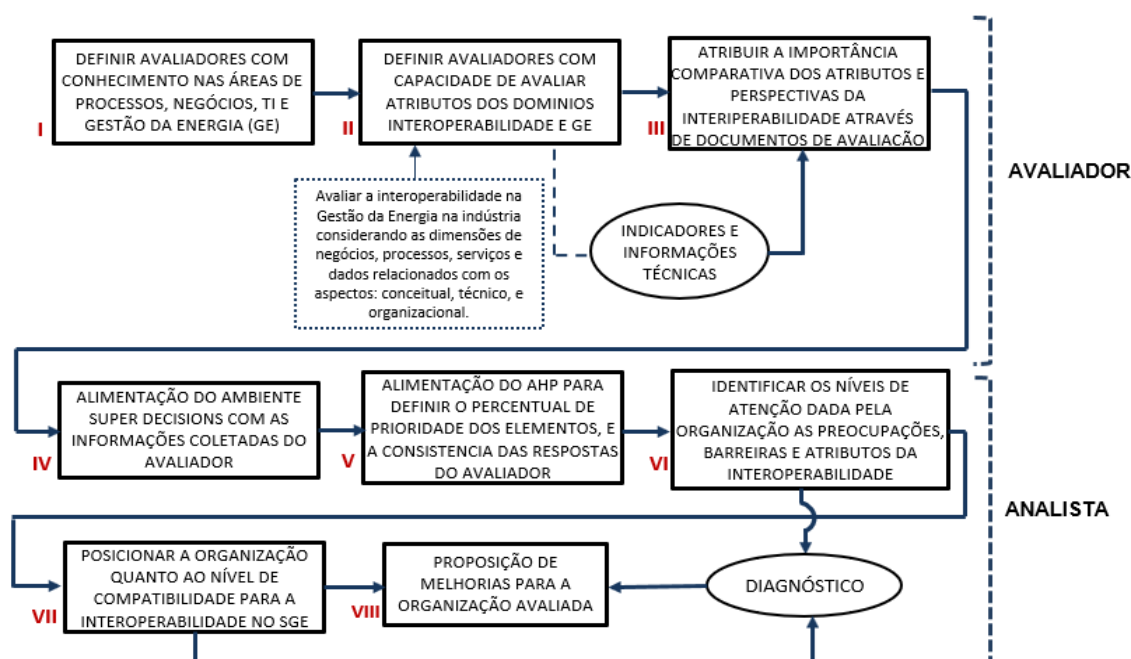 DEFINIR AVALIADORES COM
CONHECIMENTO NAS ÁREAS DE
PROCESSOS, NEGÓCIOS, TI E
GESTÃO DA ENERGIA (GE)
I
DEFINIR AVALIADORES COM
CAPACIDADE DE AVALIAR
ATRIBUTOS DOS DOMINIOS
INTEROPERABILIDADE E GE
II
ATRIBUIR A IMPORTÂNCIA
COMPARATIVA DOS ATRIBUTOS E
PERSPECTIVAS DA
INTERIPERABILIDADE ATRAVÉS
DE DOCUMENTOS DE AVALIACÃO
III
AVALIADOR
Avaliar a interoperabilidade na
Gestão da Energia na indústria
considerando as dimensões de
negócios, processos, serviços e
dados relacionados com os
aspectos: conceitual, técnico, e
organizacional.
INDICADORES E
INFORMAÇÕES
TÉCNICAS
ALIMENTAÇÃO DO AMBIENTE
SUPER DECISIONS COM AS
INFORMAÇÕES COLETADAS DO
AVALIADOR
IV
ALIMENTAÇÃO DO AHP PARA
DEFINIR O PERCENTUAL DE
PRIORIDADE DOS ELEMENTOS, E
A CONSISTENCIA DAS RESPOSTAS
DO AVALIADOR
V
IDENTIFICAR OS NÍVEIS DE
ATENÇÃO DADA PELA
ORGANIZAÇÃO AS PREOCUPAÇÕES,
BARREIRAS E ATRIBUTOS DA
INTEROPERABILIDADE
VI
ANALISTA
POSICIONAR A ORGANIZAÇÃO
QUANTO AO NÍVEL DE
COMPATIBILIDADE PARA A
INTEROPERABILIDADE NO SGE
VII
PROPOSIÇÃO DE
MELHORIAS PARA A
ORGANIZAÇÃO AVALIADA
VIII
DIAGNÓSTICO